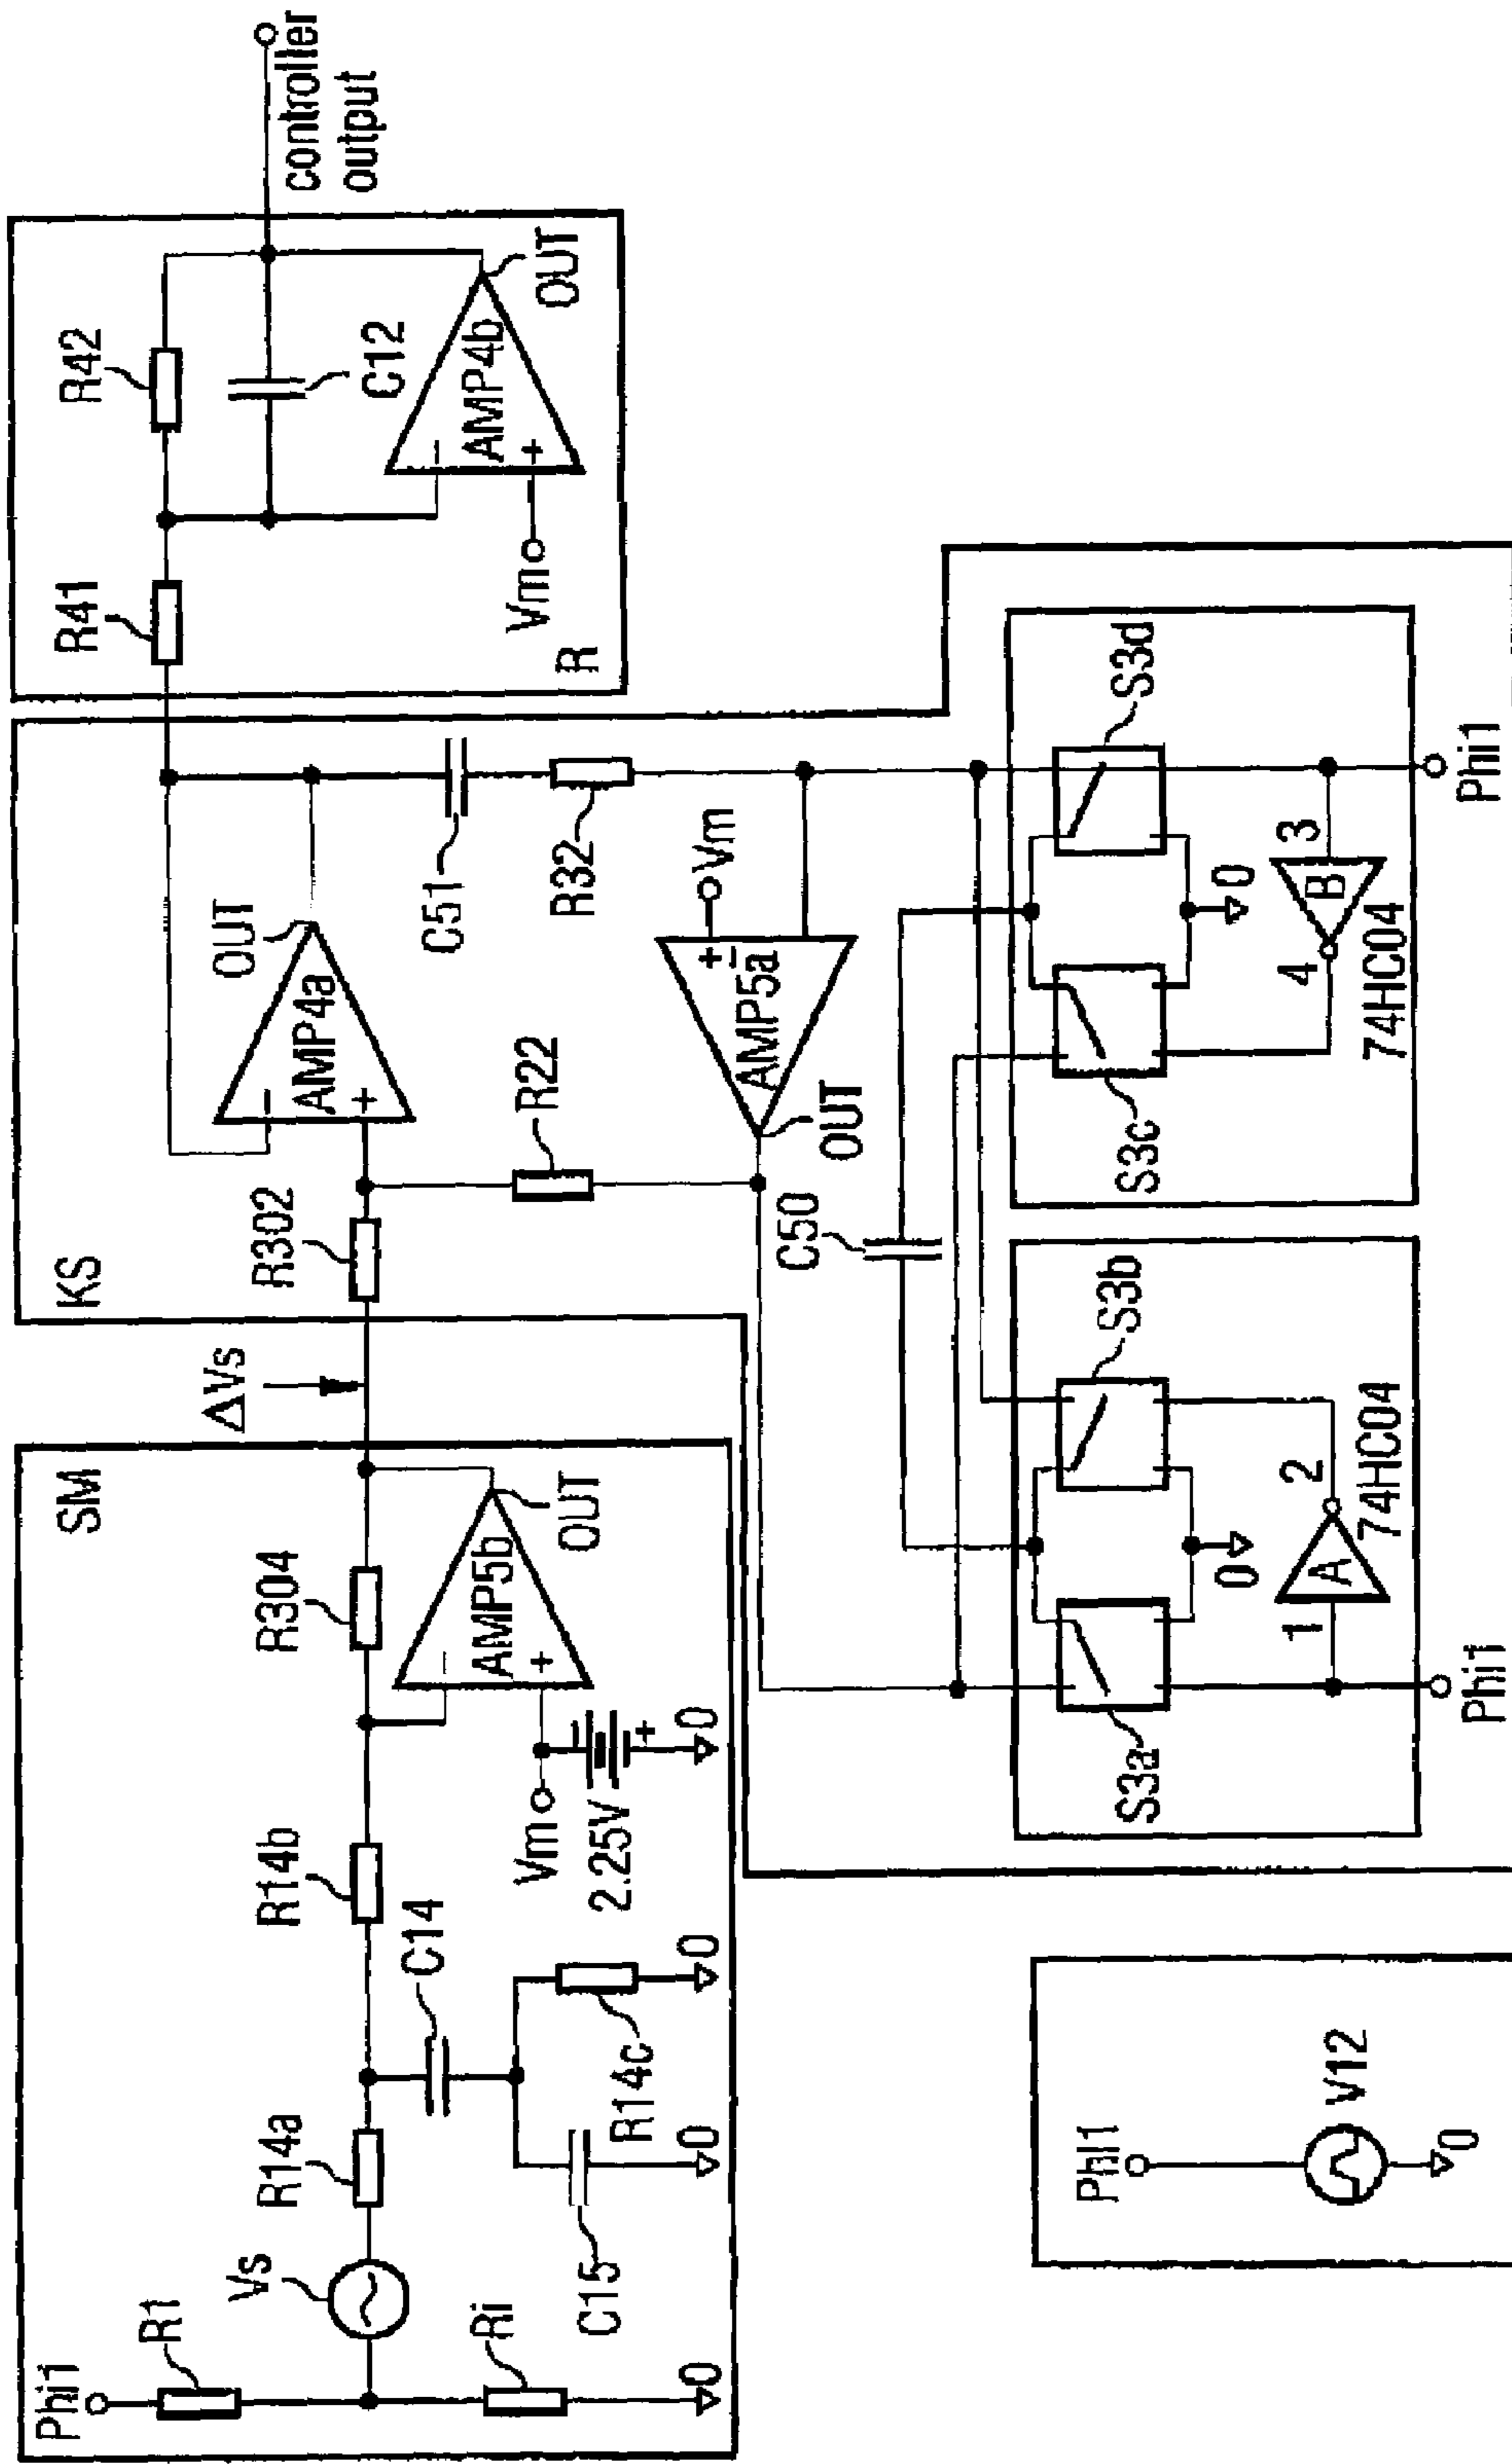 SM
Phi1
R1
Vs
Ri
0
R14a
C14
C15
R14c
0
0
R14b
R304
-
+
AMP5b
OUT
Vm
2.25V
-
+
0
ΔVs
KS
R302
-
+
AMP4a
OUT
R22
C51
R32
+
-
AMP5a
Vm
OUT
C50
S3a
S3b
0
1
A
2
74HC04
Phi1
S3c
S3d
0
4
B
3
74HC04
Phi1
R
R41
R42
C12
-
+
AMP4b
OUT
Vm
controller
output
PhI1
V12
0